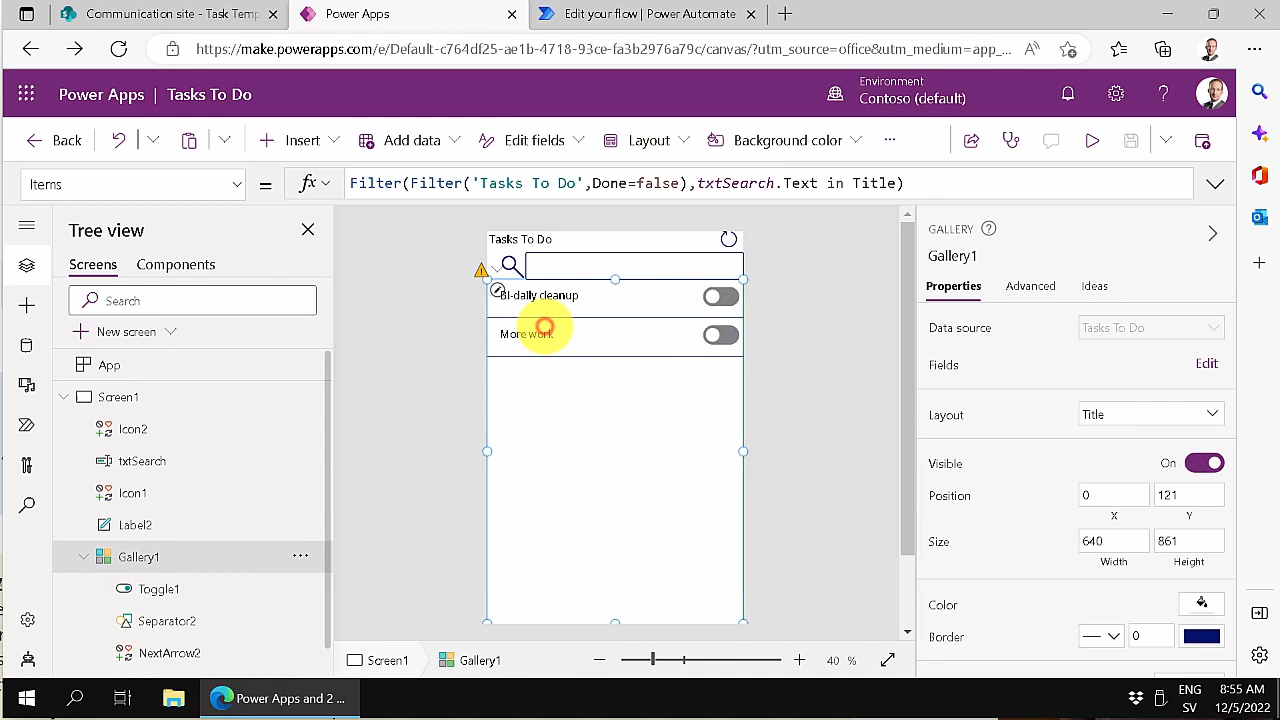 Communication site - Task Temp
Power Apps
Edit your flow | Power Automate
https://make.powerapps.com/e/Default-c764df25-ae1b-4718-93ce-fa3b2976a79c/canvas/?utm_source=office&utm_medium=app_...
Power Apps | Tasks To Do
Environment
Contoso (default)
Back
Insert
Add data
Edit fields
Layout
Background color
Items
= fx
Filter(Filter('Tasks To Do',Done=false),txtSearch.Text in Title)
Tree view
Screens
Components
Search
New screen
App
Screen1
Icon2
txtSearch
Icon1
Label2
Gallery1
Toggle1
Separator2
NextArrow2
Tasks To Do
Bi-daily cleanup
More work
Screen1
Gallery1
40 %
GALLERY
Gallery1
Properties
Advanced
Ideas
Data source
Tasks To Do
Fields
Edit
Layout
Title
Visible
On
Position
0
121
X
Y
Size
640
861
Width
Height
Color
Border
0
Power Apps and 2 ...
ENG
SV
8:55 AM
12/5/2022